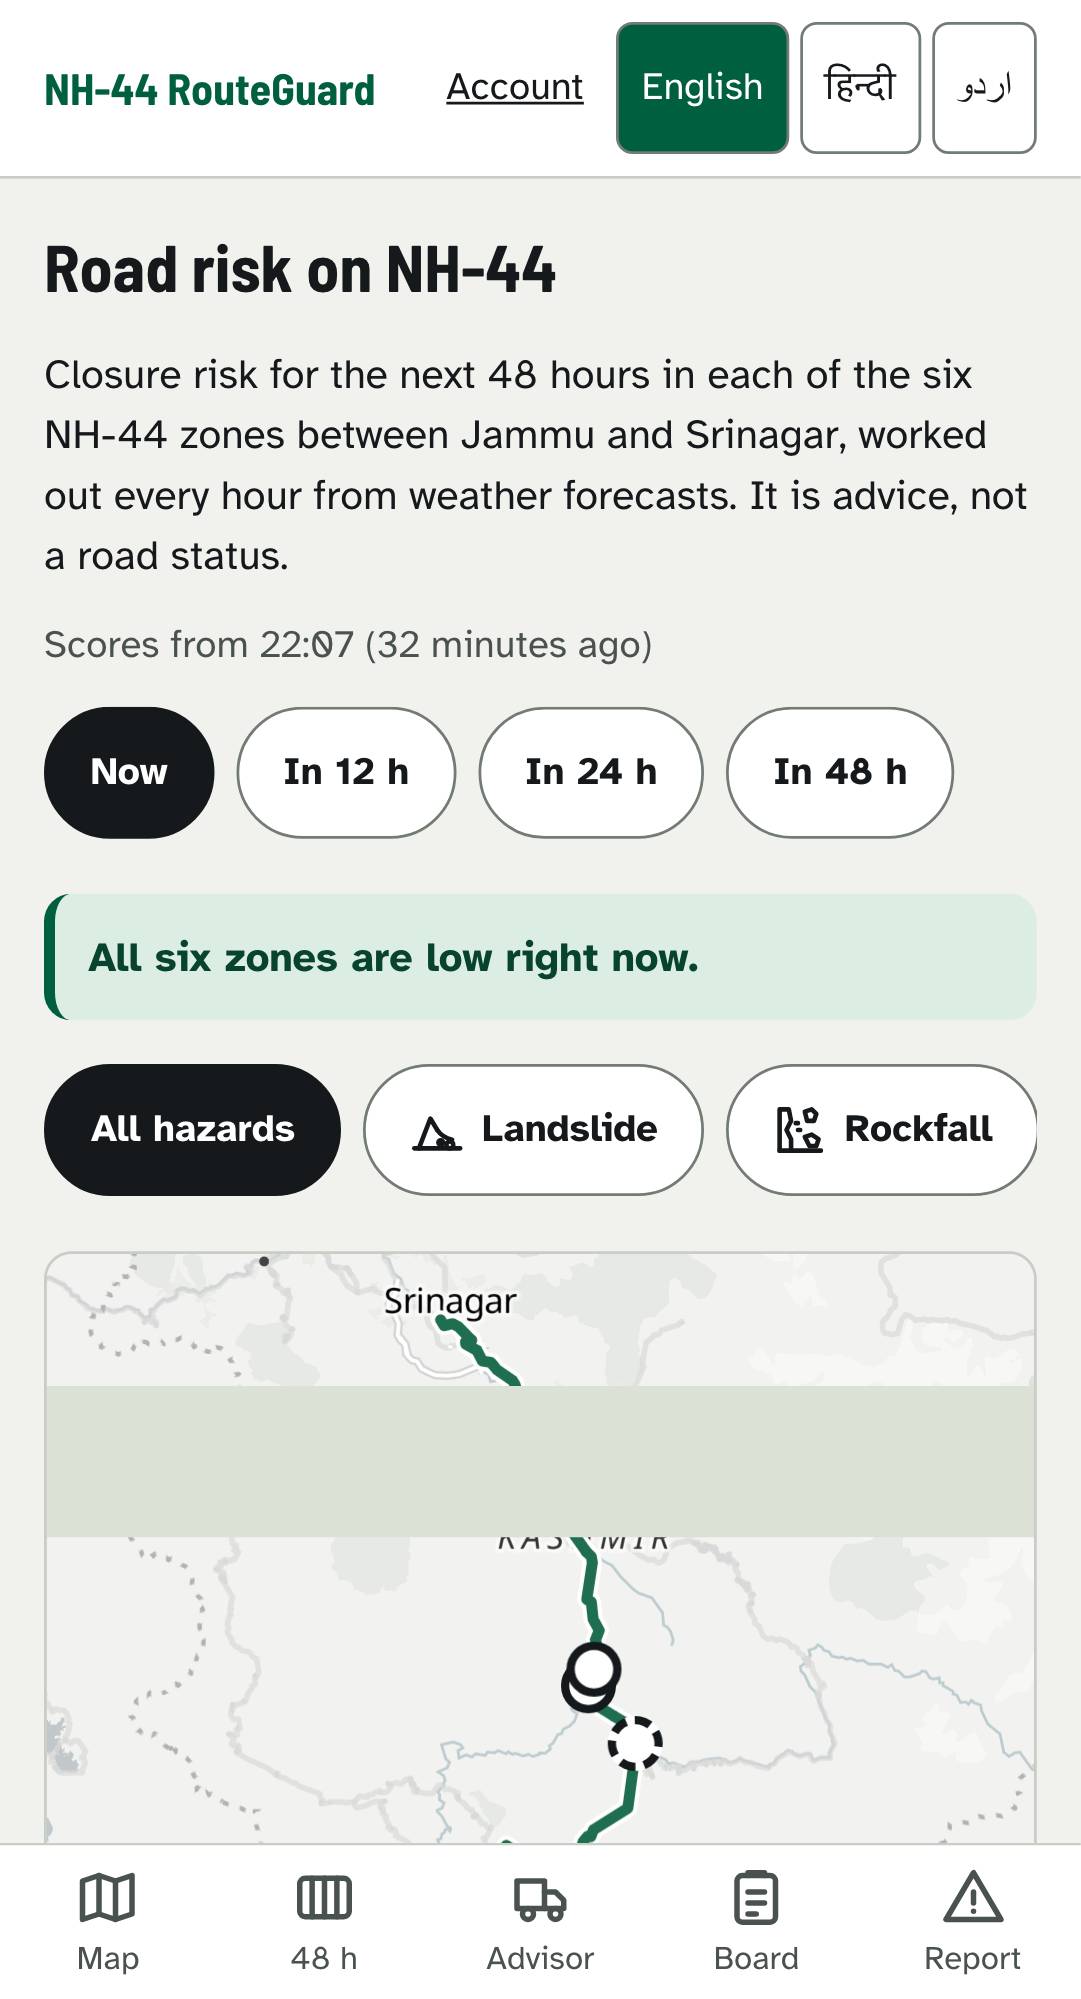 NH-44 RouteGuard
Account
English
हिन्दी
اردو
Road risk on NH-44
Closure risk for the next 48 hours in each of the six
NH-44 zones between Jammu and Srinagar, worked
out every hour from weather forecasts. It is advice, not
a road status.
Scores from 22:07 (32 minutes ago)
Now
In 12 h
In 24 h
In 48 h
All six zones are low right now.
All hazards
Landslide
Rockfall
Srinagar
Map
48 h
Advisor
Board
Report